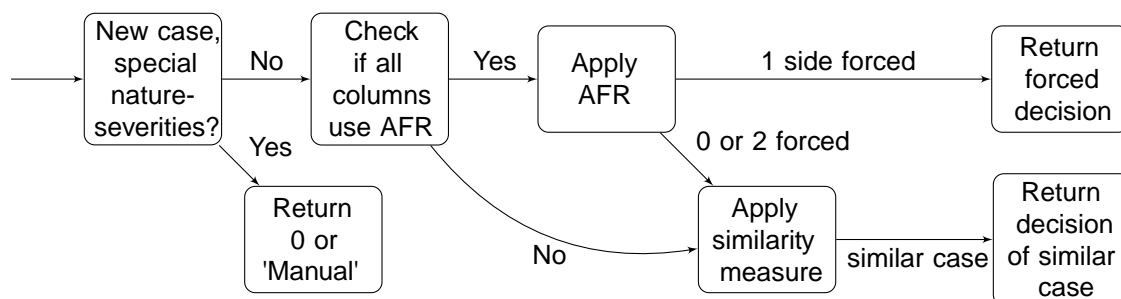 New case,
special
nature-
severities?
No
Check
if all
columns
use AFR
Yes
Apply
AFR
1 side forced
Return
forced
decision
Yes
0 or 2 forced
Return
0 or
'Manual'
No
Apply
similarity
measure
similar case
Return
decision
of similar
case